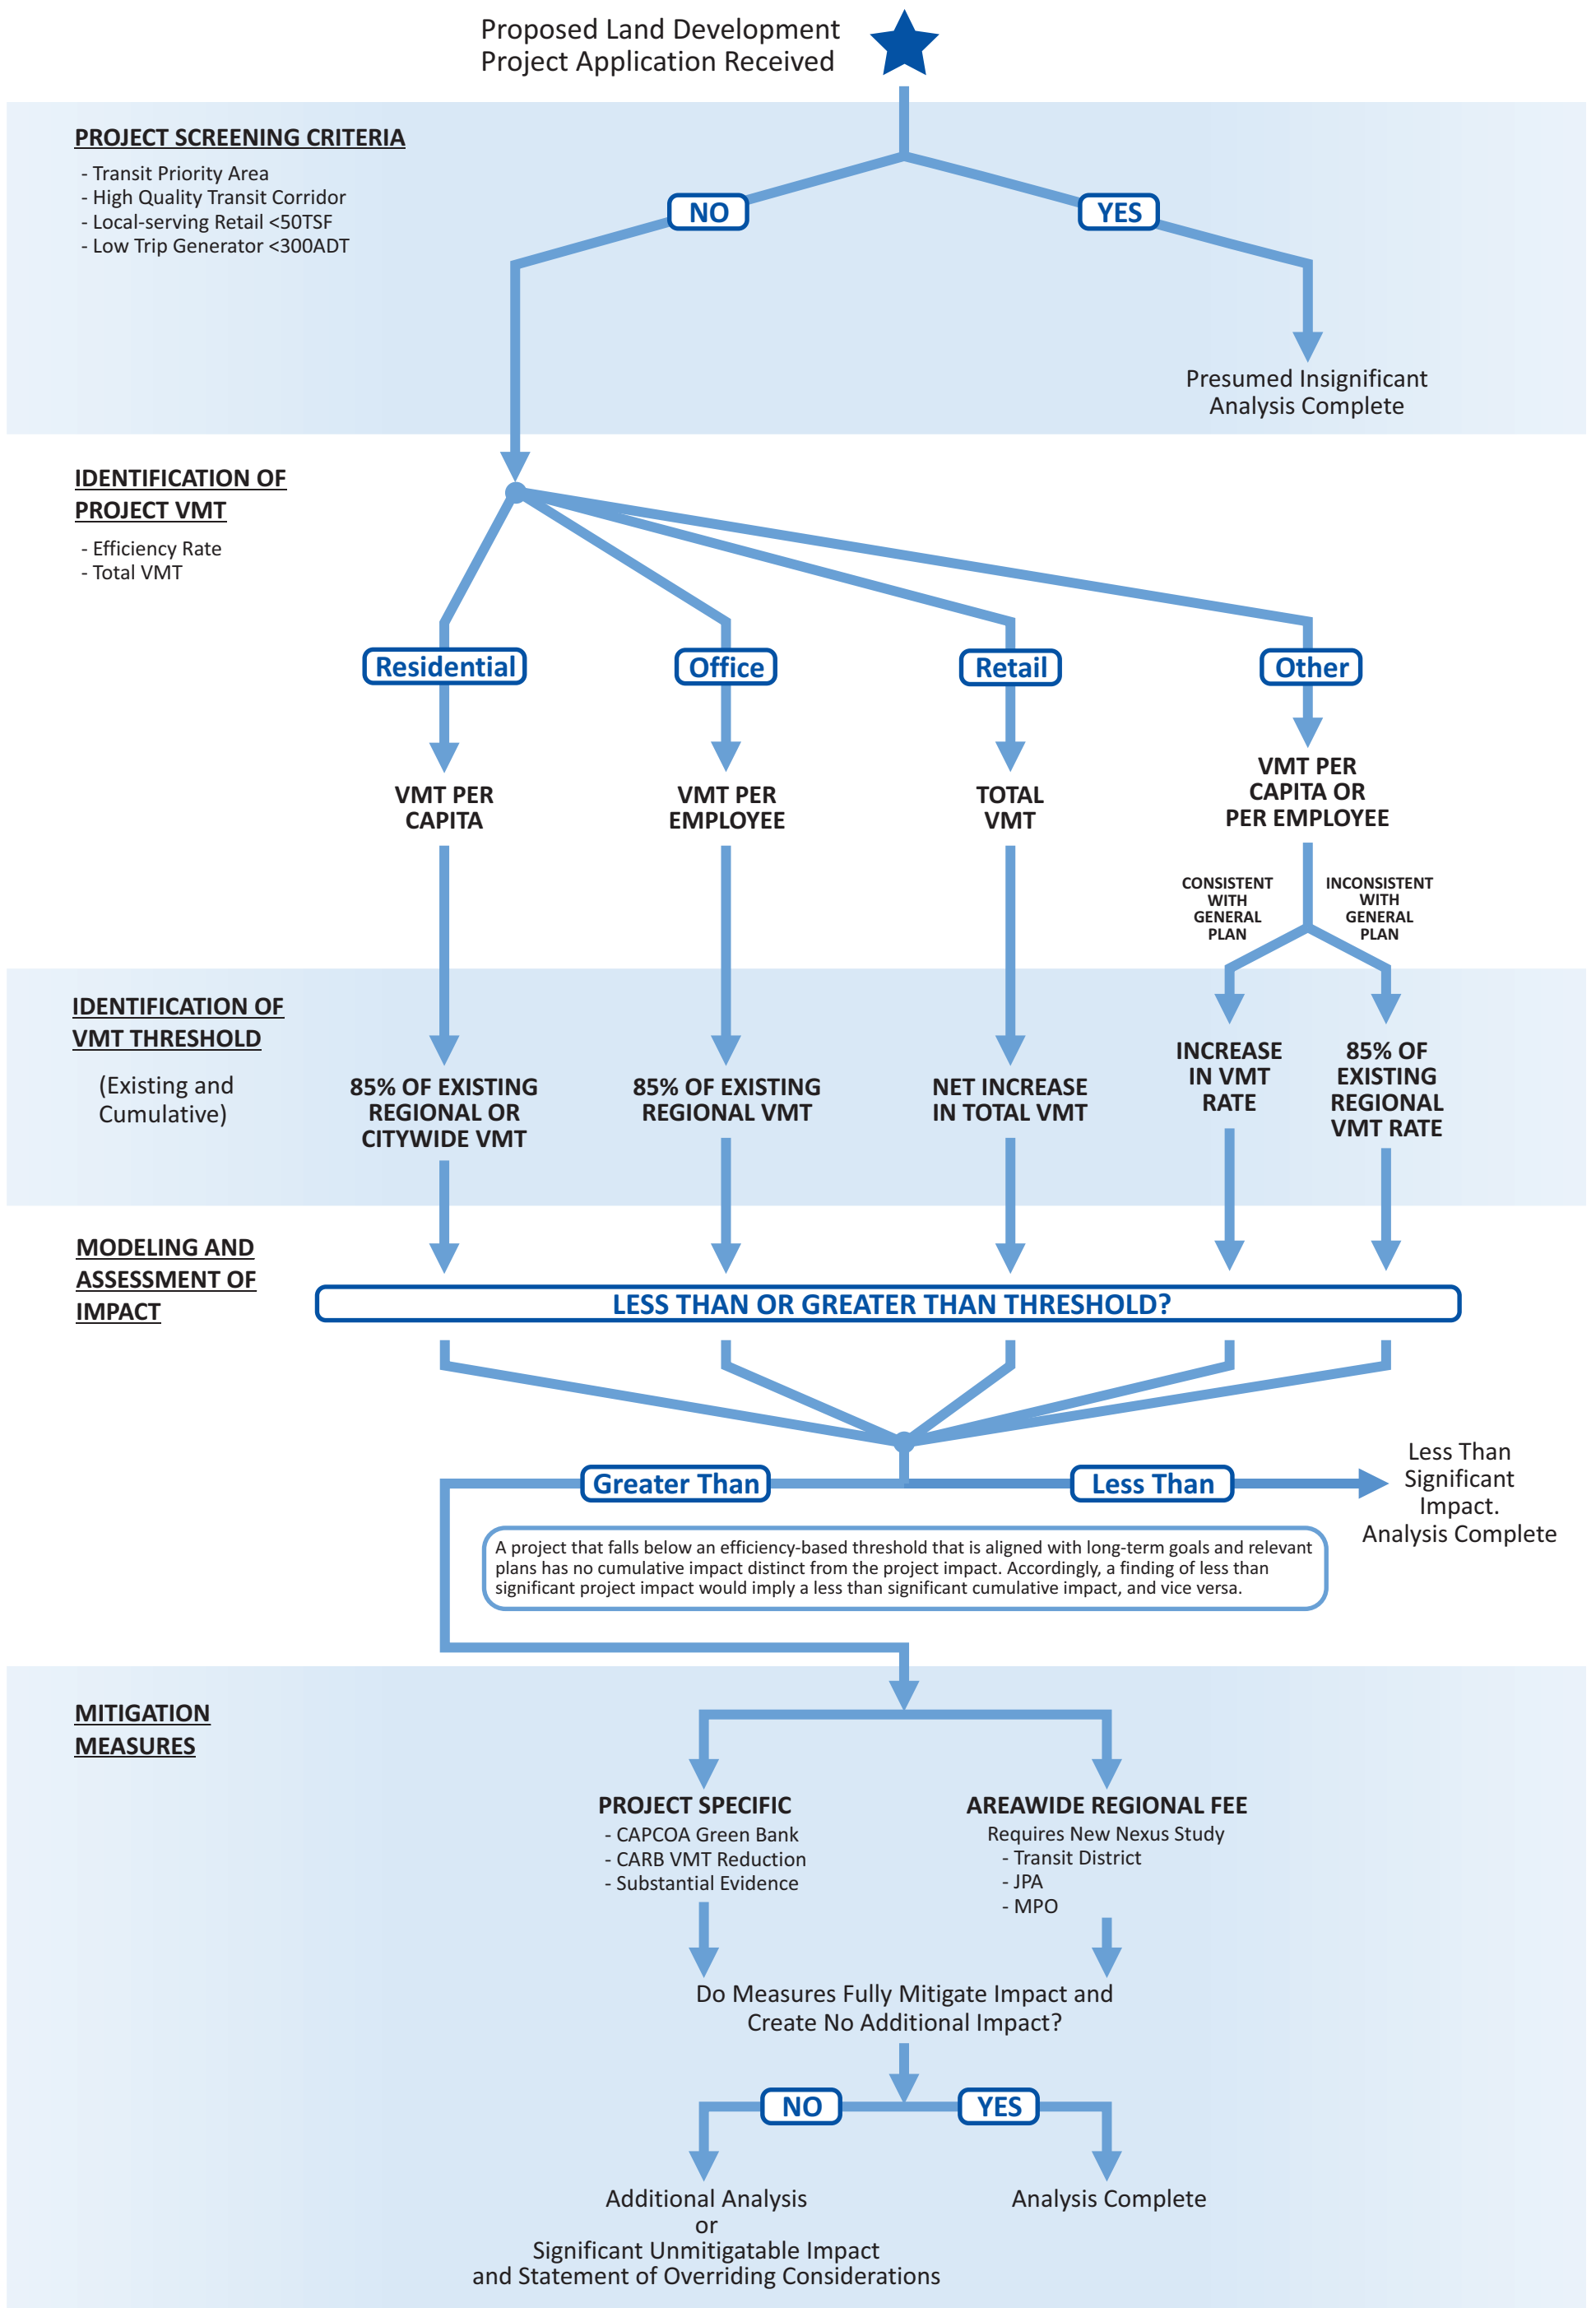 Proposed Land Development
Project Application Received
PROJECT SCREENING CRITERIA
- Transit Priority Area
- High Quality Transit Corridor
- Local-serving Retail <50TSF
- Low Trip Generator <300ADT
NO
YES
Presumed Insignificant
Analysis Complete
IDENTIFICATION OF
PROJECT VMT
- Efficiency Rate
- Total VMT
Residential
Office
Retail
Other
VMT PER
CAPITA
VMT PER
EMPLOYEE
TOTAL
VMT
VMT PER
CAPITA OR
PER EMPLOYEE
CONSISTENT
WITH
GENERAL
PLAN
INCONSISTENT
WITH
GENERAL
PLAN
IDENTIFICATION OF
VMT THRESHOLD
(Existing and
Cumulative)
85% OF EXISTING
REGIONAL OR
CITYWIDE VMT
85% OF EXISTING
REGIONAL VMT
NET INCREASE
IN TOTAL VMT
INCREASE
IN VMT
RATE
85% OF
EXISTING
REGIONAL
VMT RATE
MODELING AND
ASSESSMENT OF
IMPACT
LESS THAN OR GREATER THAN THRESHOLD?
Greater Than
Less Than
Less Than
Significant
Impact.
Analysis Complete
A project that falls below an efficiency-based threshold that is aligned with long-term goals and relevant
plans has no cumulative impact distinct from the project impact. Accordingly, a finding of less than
significant project impact would imply a less than significant cumulative impact, and vice versa.
MITIGATION
MEASURES
PROJECT SPECIFIC
- CAPCOA Green Bank
- CARB VMT Reduction
- Substantial Evidence
AREAWIDE REGIONAL FEE
Requires New Nexus Study
- Transit District
- JPA
- MPO
Do Measures Fully Mitigate Impact and
Create No Additional Impact?
NO
YES
Additional Analysis
or
Significant Unmitigatable Impact
and Statement of Overriding Considerations
Analysis Complete